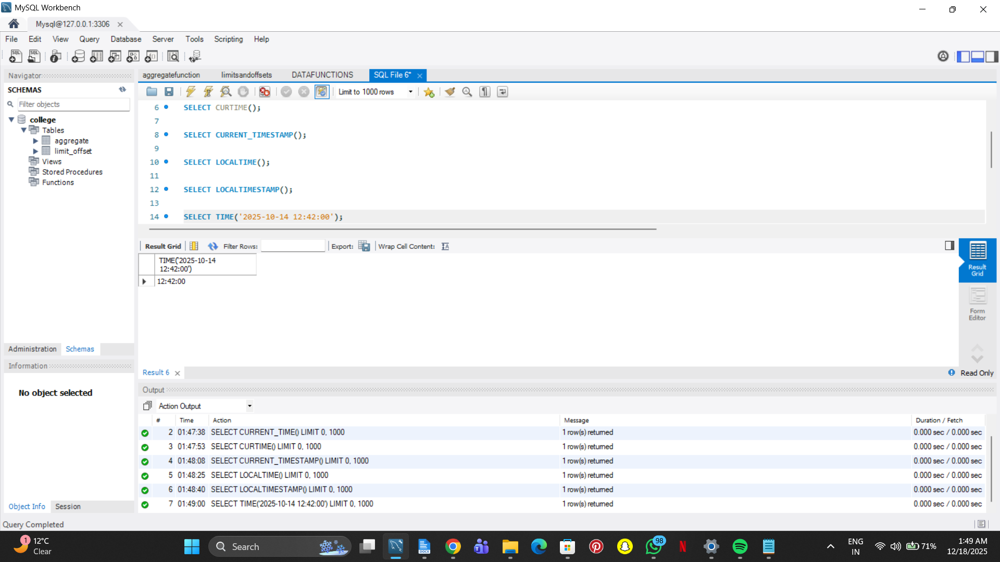 MySQL Workbench
Mysql@127.0.0.1:3306
File Edit View Query Database Server Tools Scripting Help
Navigator
SCHEMAS
Filter objects
college
Tables
aggregate
limit_offset
Views
Stored Procedures
Functions
Administration Schemas
Information
No object selected
Object Info Session
aggregatefunction limitsandoffsets DATAFUNCTIONS SQL File 6*
Limit to 1000 rows
6 SELECT CURTIME();
7
8 SELECT CURRENT_TIMESTAMP();
9
10 SELECT LOCALTIME();
11
12 SELECT LOCALTIMESTAMP();
13
14 SELECT TIME('2025-10-14 12:42:00');
Result Grid Filter Rows: Export: Wrap Cell Content:
TIME('2025-10-14
12:42:00')
12:42:00
Result
Grid
Form
Editor
Result 6
Read Only
Output
Action Output
# Time Action Message Duration / Fetch
2 01:47:38 SELECT CURRENT_TIME() LIMIT 0, 1000 1 row(s) returned 0.000 sec / 0.000 sec
3 01:47:53 SELECT CURTIME() LIMIT 0, 1000 1 row(s) returned 0.000 sec / 0.000 sec
4 01:48:08 SELECT CURRENT_TIMESTAMP() LIMIT 0, 1000 1 row(s) returned 0.000 sec / 0.000 sec
5 01:48:25 SELECT LOCALTIME() LIMIT 0, 1000 1 row(s) returned 0.000 sec / 0.000 sec
6 01:48:40 SELECT LOCALTIMESTAMP() LIMIT 0, 1000 1 row(s) returned 0.000 sec / 0.000 sec
7 01:49:00 SELECT TIME('2025-10-14 12:42:00') LIMIT 0, 1000 1 row(s) returned 0.000 sec / 0.000 sec
Query Completed
1
12°C
Clear
Search
DOCX
98
ENG
IN
71%
1:49 AM
12/18/2025